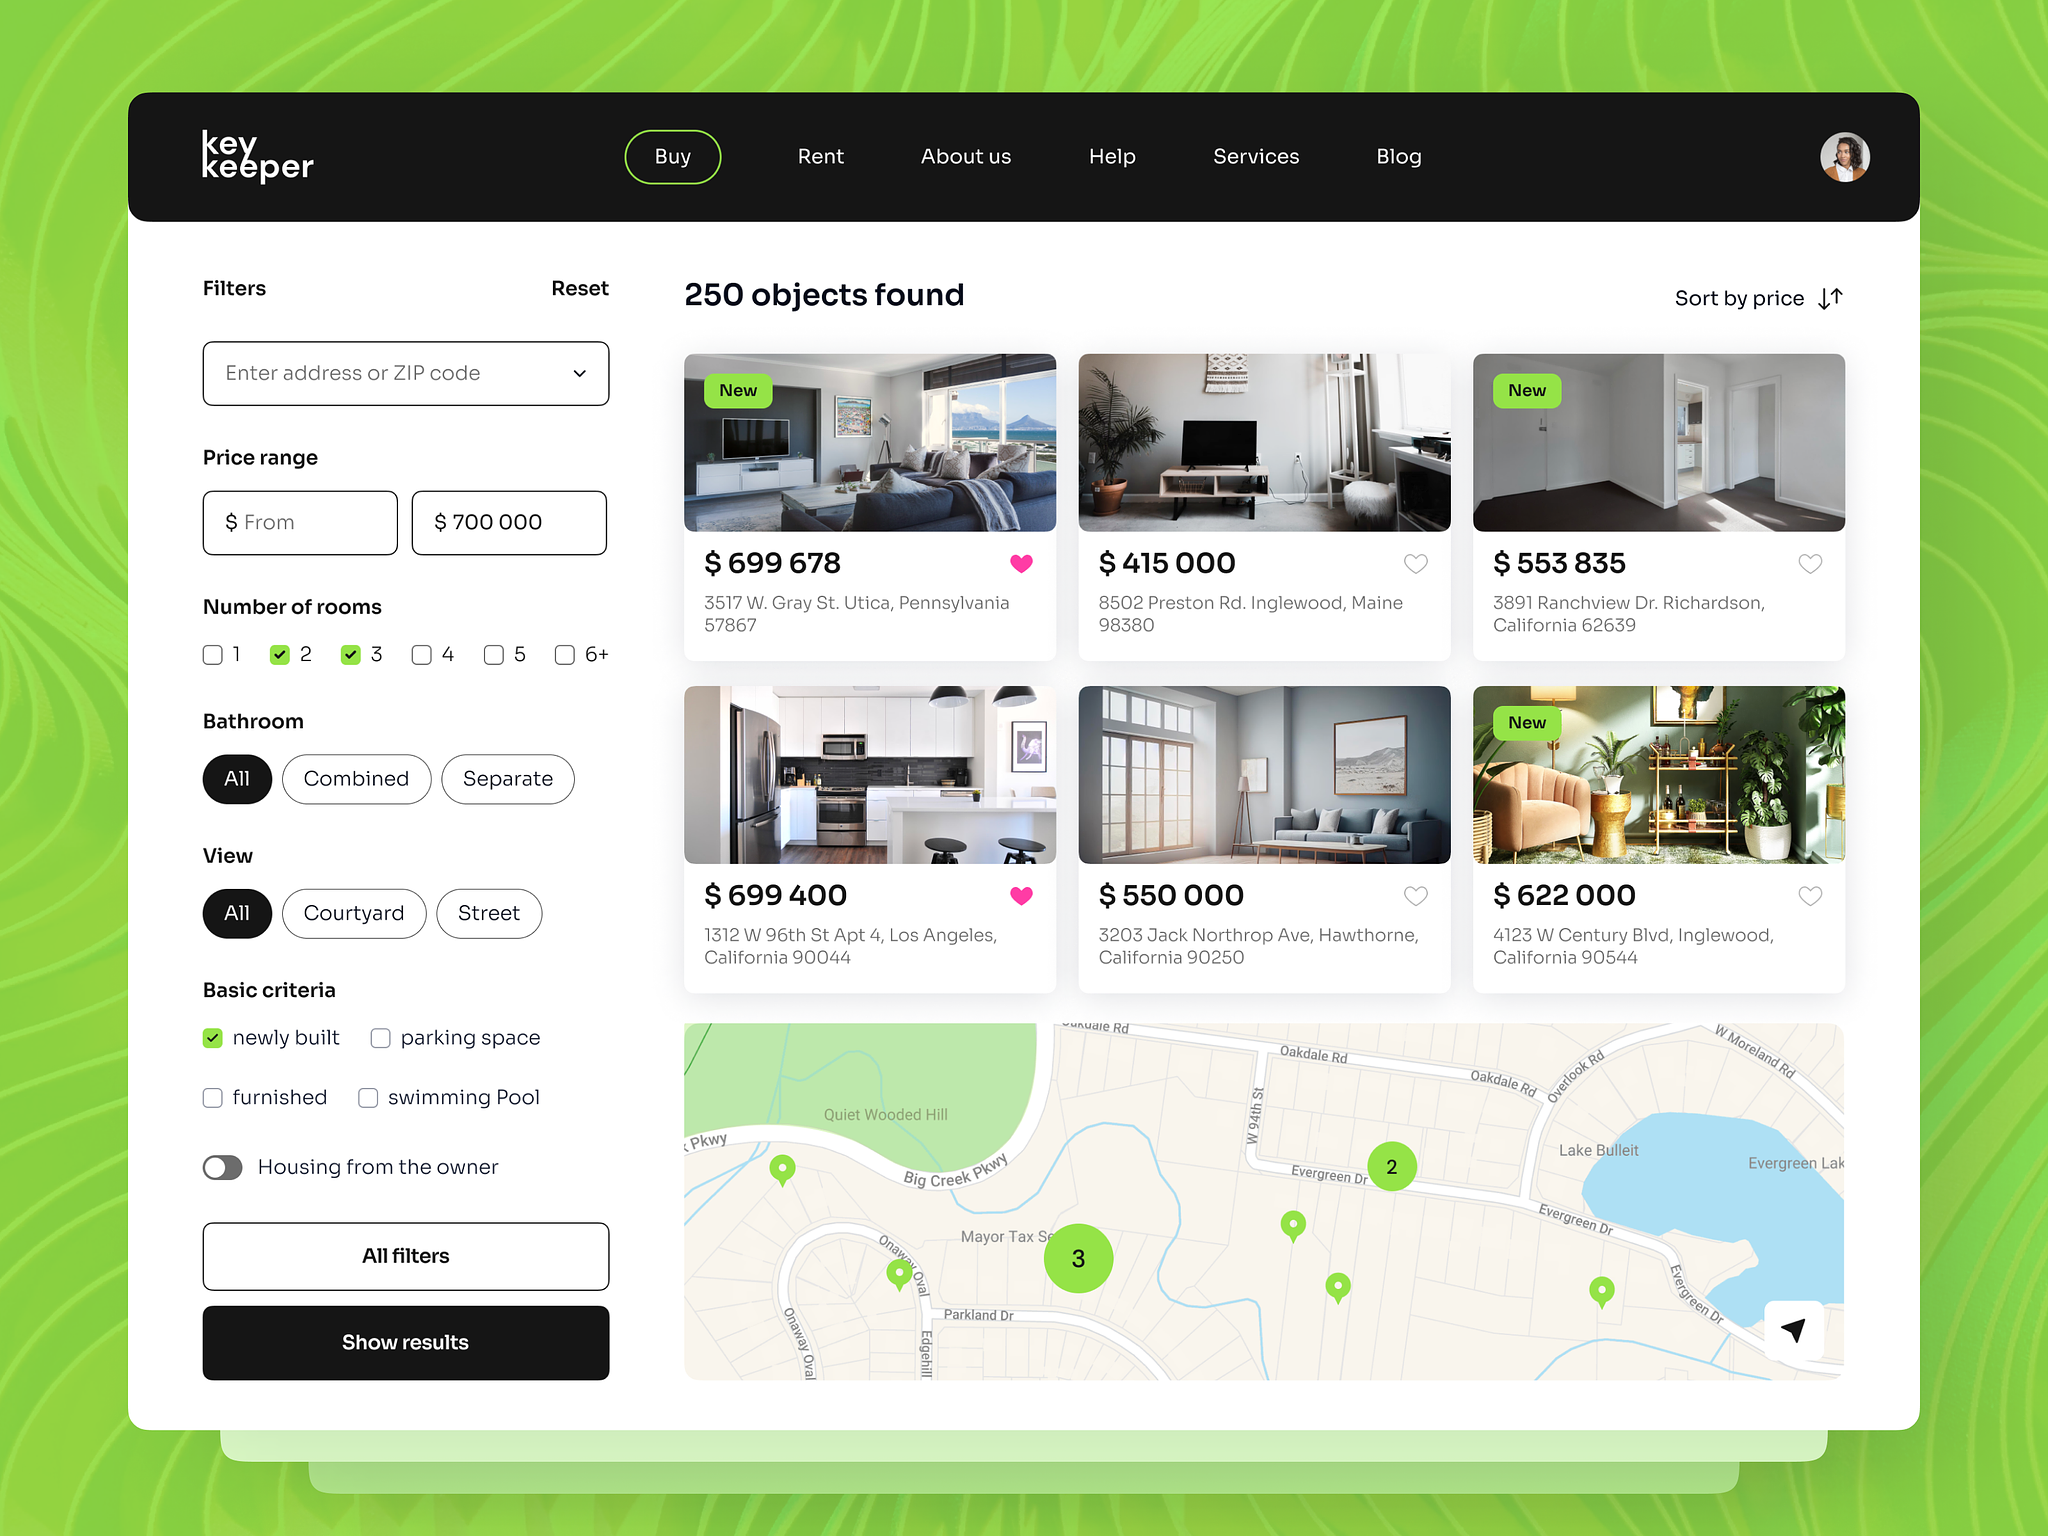 key
keeper
Buy
Rent
About us
Help
Services
Blog
Filters
Reset
Enter address or ZIP code
Price range
$ From
$ 700 000
Number of rooms
1
2
3
4
5
6+
Bathroom
All
Combined
Separate
View
All
Courtyard
Street
Basic criteria
newly built
parking space
furnished
swimming Pool
Housing from the owner
All filters
Show results
250 objects found
Sort by price
New
$ 699 678
3517 W. Gray St. Utica, Pennsylvania
57867
$ 415 000
8502 Preston Rd. Inglewood, Maine
98380
New
$ 553 835
3891 Ranchview Dr. Richardson,
California 62639
$ 699 400
1312 W 96th St Apt 4, Los Angeles,
California 90044
$ 550 000
3203 Jack Northrop Ave, Hawthorne,
California 90250
New
$ 622 000
4123 W Century Blvd, Inglewood,
California 90544
Oakdale Rd
Oakdale Rd
Oakdale Rd
Overlook Rd
W Moreland Rd
Quiet Wooded Hill
W 94th St
Pkwy
Big Creek Pkwy
Evergreen Dr
2
Lake Bulleit
Evergreen Lak
Evergreen Dr
Mayor Tax Se
3
Onaway Oval
Parkland Dr
Onaway Oval
Edgehill
Evergreen Dr